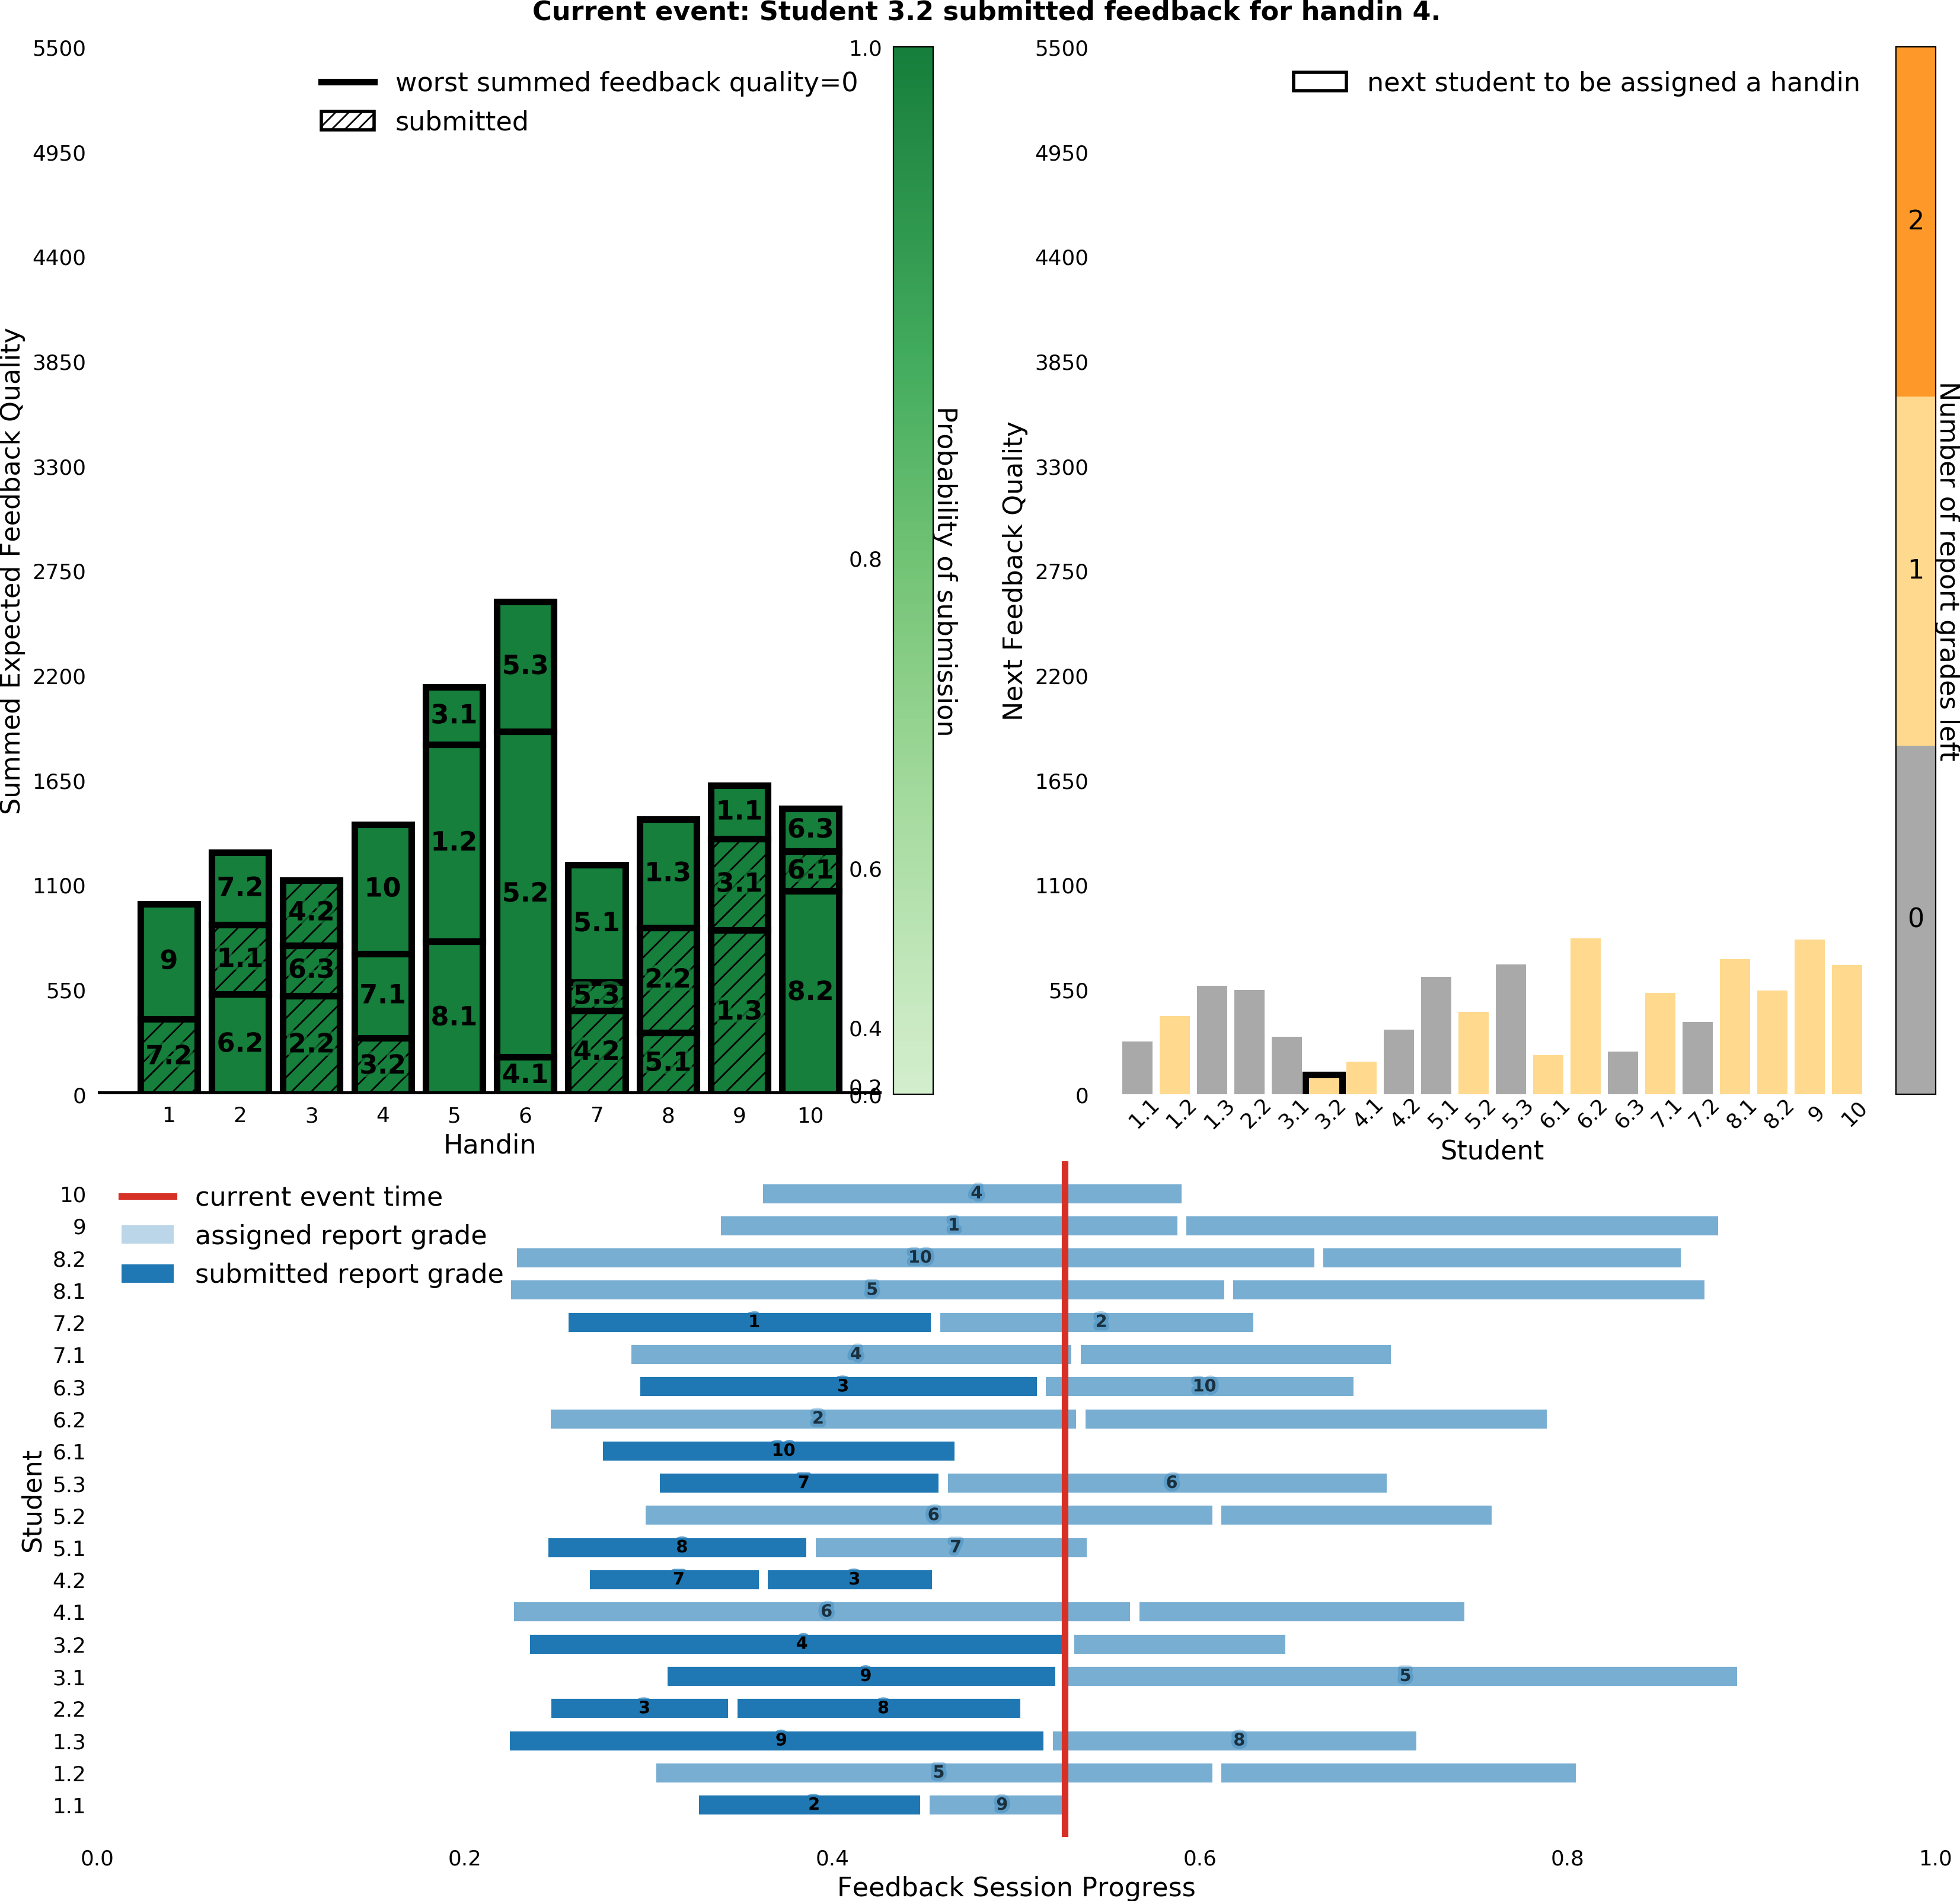 Current event: Student 3.2 submitted feedback for handin 4.
Summed Expected Feedback Quality
5500
4950
4400
3850
3300
2750
2200
1650
1100
550
0
worst summed feedback quality=0
submitted
9
7.2
7.2
1.1
6.2
4.2
6.3
2.2
10
7.1
3.2
3.1
1.2
8.1
5.3
5.2
4.1
5.1
5.3
4.2
1.3
2.2
5.1
1.1
3.1
1.3
6.3
6.1
8.2
1 2 3 4 5 6 7 8 9 10
Handin
1.0
0.8
0.6
0.4
0.2
0.0
Probability of submission
Next Feedback Quality
5500
4950
4400
3850
3300
2750
2200
1650
1100
550
0
next student to be assigned a handin
1.1 1.2 1.3 2.2 3.1 3.2 4.1 4.2 5.1 5.2 5.3 6.1 6.2 6.3 7.1 7.2 8.1 8.2 9 10
Student
2
1
0
Number of report grades left
current event time
assigned report grade
submitted report grade
Student
10 4
9 1
8.2 10
8.1 5
7.2 1 2
7.1 4
6.3 3 10
6.2 2
6.1 10
5.3 7 6
5.2 6
5.1 8 7
4.2 7 3
4.1 6
3.2 4
3.1 9 5
2.2 3 8
1.3 9 8
1.2 5
1.1 2 9
0.0 0.2 0.4 0.6 0.8 1.0
Feedback Session Progress